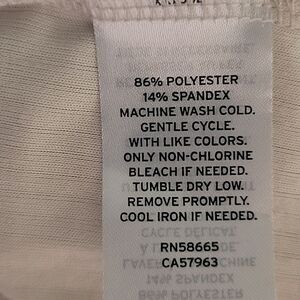 86% POLYESTER
14% SPANDEX
MACHINE WASH COLD.
GENTLE CYCLE.
WITH LIKE COLORS.
ONLY NON-CHLORINE
BLEACH IF NEEDED.
TUMBLE DRY LOW.
REMOVE PROMPTLY.
COOL IRON IF NEEDED.
RN58665
CA57963